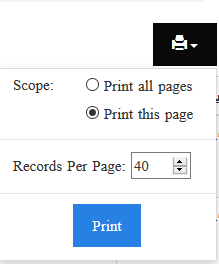 Scope:
Print all pages
Print this page
Records Per Page: 40
Print